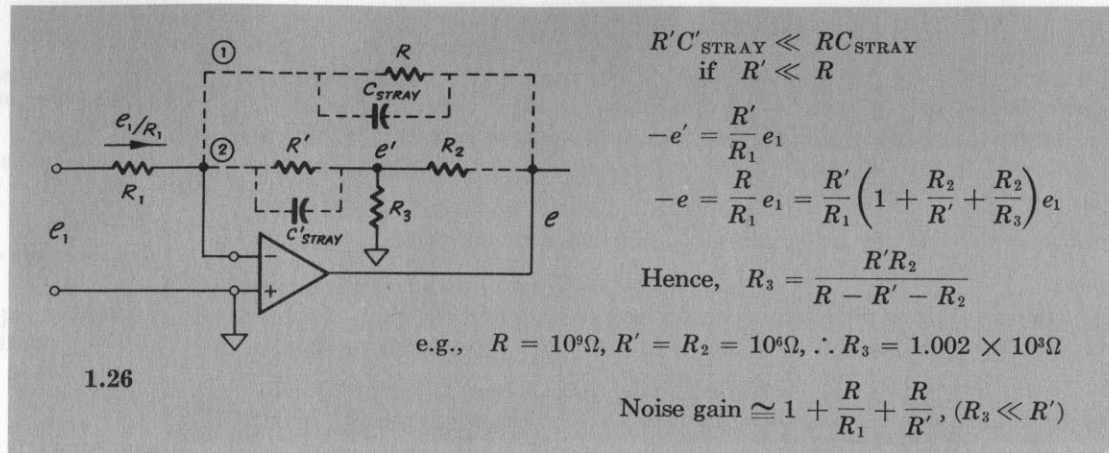 ①
R
C_STRAY
e₁/R₁
②
R'
e'
R₂
R₁
R₃
C'_STRAY
e₁
e
−
+
R'C'_STRAY ≪ RC_STRAY
if R' ≪ R
−e' = R'/R₁ e₁
−e = R/R₁ e₁ = R'/R₁ (1 + R₂/R' + R₂/R₃) e₁
Hence, R₃ = R'R₂/(R − R' − R₂)
e.g., R = 10⁹Ω, R' = R₂ = 10⁶Ω, ∴ R₃ = 1.002 × 10³Ω
1.26
Noise gain ≅ 1 + R/R₁ + R/R', (R₃ ≪ R')